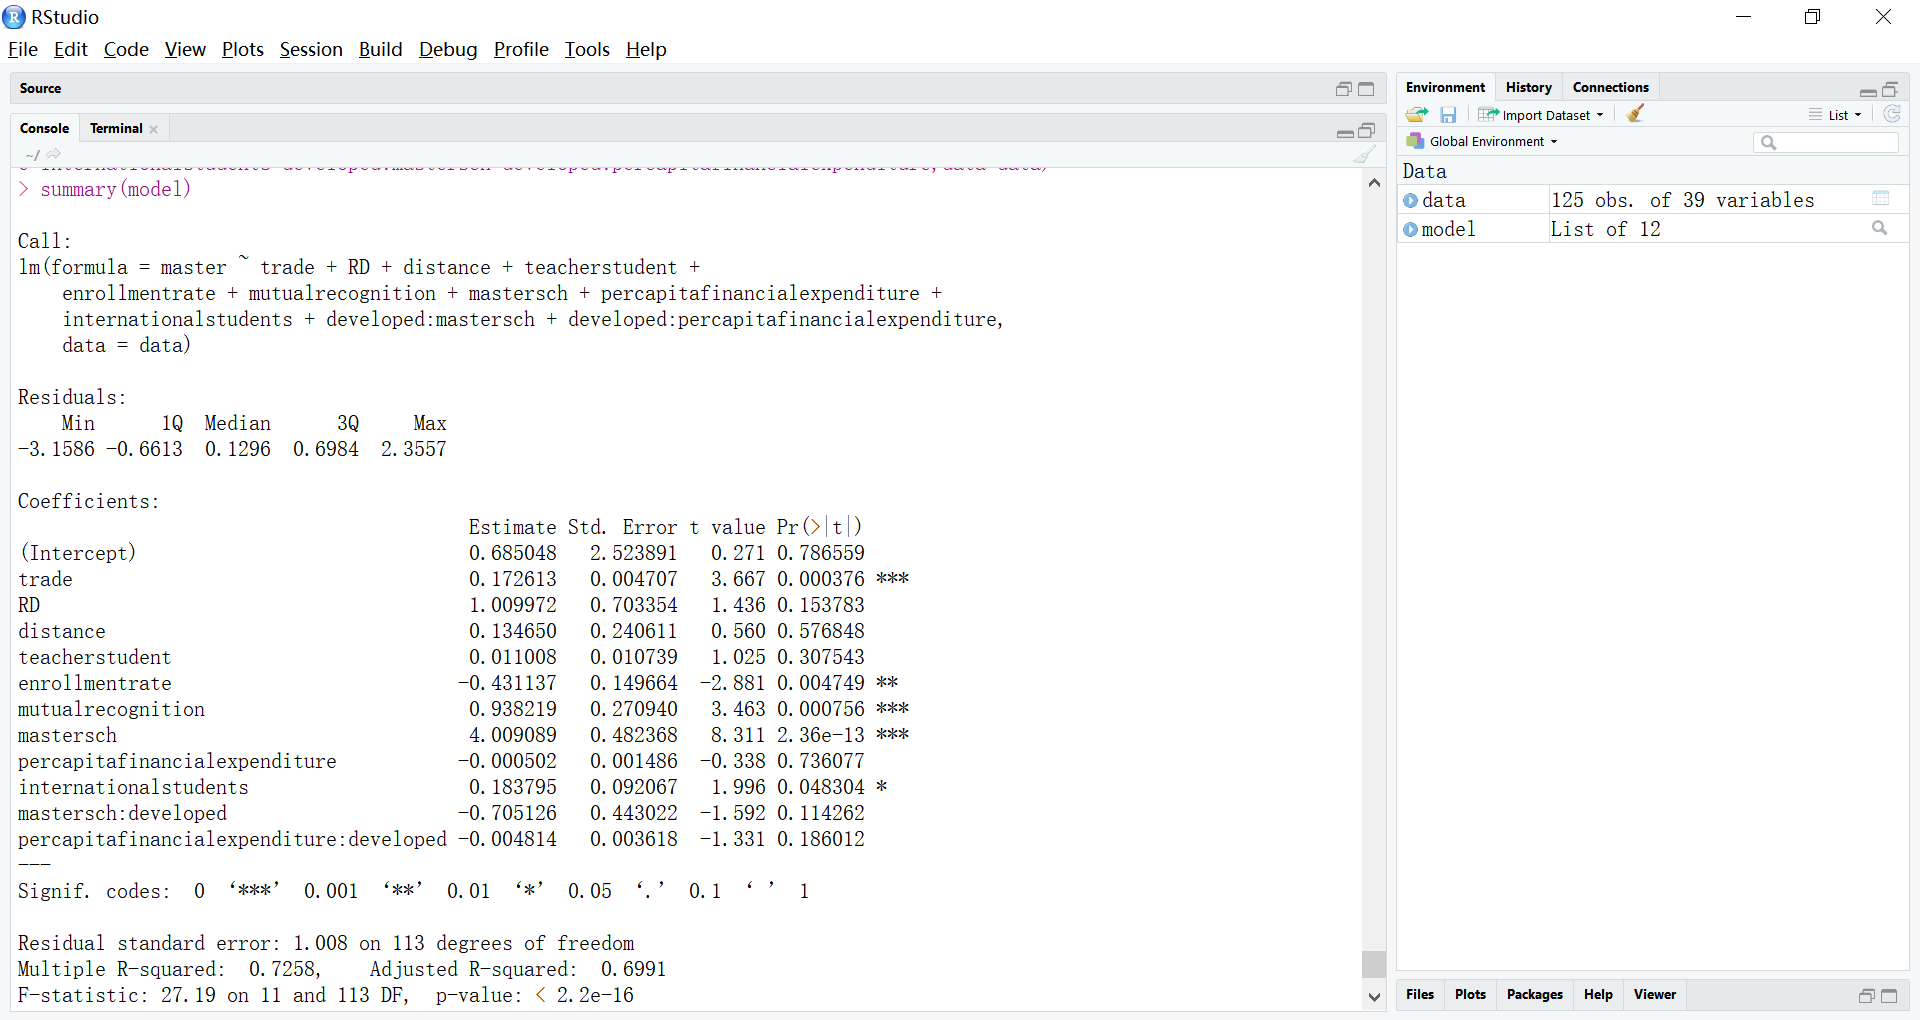 RStudio
File Edit Code View Plots Session Build Debug Profile Tools Help
Source
Console Terminal
~/
> summary(model)
Call:
lm(formula = master ~ trade + RD + distance + teacherstudent +
enrollmentrate + mutualrecognition + mastersch + percapitafinancialexpenditure +
internationalstudents + developed:mastersch + developed:percapitafinancialexpenditure,
data = data)
Residuals:
Min 1Q Median 3Q Max
-3.1586 -0.6613 0.1296 0.6984 2.3557
Coefficients:
Estimate Std. Error t value Pr(>|t|)
(Intercept) 0.685048 2.523891 0.271 0.786559
trade 0.172613 0.004707 3.667 0.000376 ***
RD 1.009972 0.703354 1.436 0.153783
distance 0.134650 0.240611 0.560 0.576848
teacherstudent 0.011008 0.010739 1.025 0.307543
enrollmentrate -0.431137 0.149664 -2.881 0.004749 **
mutualrecognition 0.938219 0.270940 3.463 0.000756 ***
mastersch 4.009089 0.482368 8.311 2.36e-13 ***
percapitafinancialexpenditure -0.000502 0.001486 -0.338 0.736077
internationalstudents 0.183795 0.092067 1.996 0.048304 *
mastersch:developed -0.705126 0.443022 -1.592 0.114262
percapitafinancialexpenditure:developed -0.004814 0.003618 -1.331 0.186012
---
Signif. codes: 0 ‘***’ 0.001 ‘**’ 0.01 ‘*’ 0.05 ‘.’ 0.1 ‘ ’ 1
Residual standard error: 1.008 on 113 degrees of freedom
Multiple R-squared: 0.7258, Adjusted R-squared: 0.6991
F-statistic: 27.19 on 11 and 113 DF, p-value: < 2.2e-16
Environment History Connections
Import Dataset List
Global Environment
Data
data 125 obs. of 39 variables
model List of 12
Files Plots Packages Help Viewer